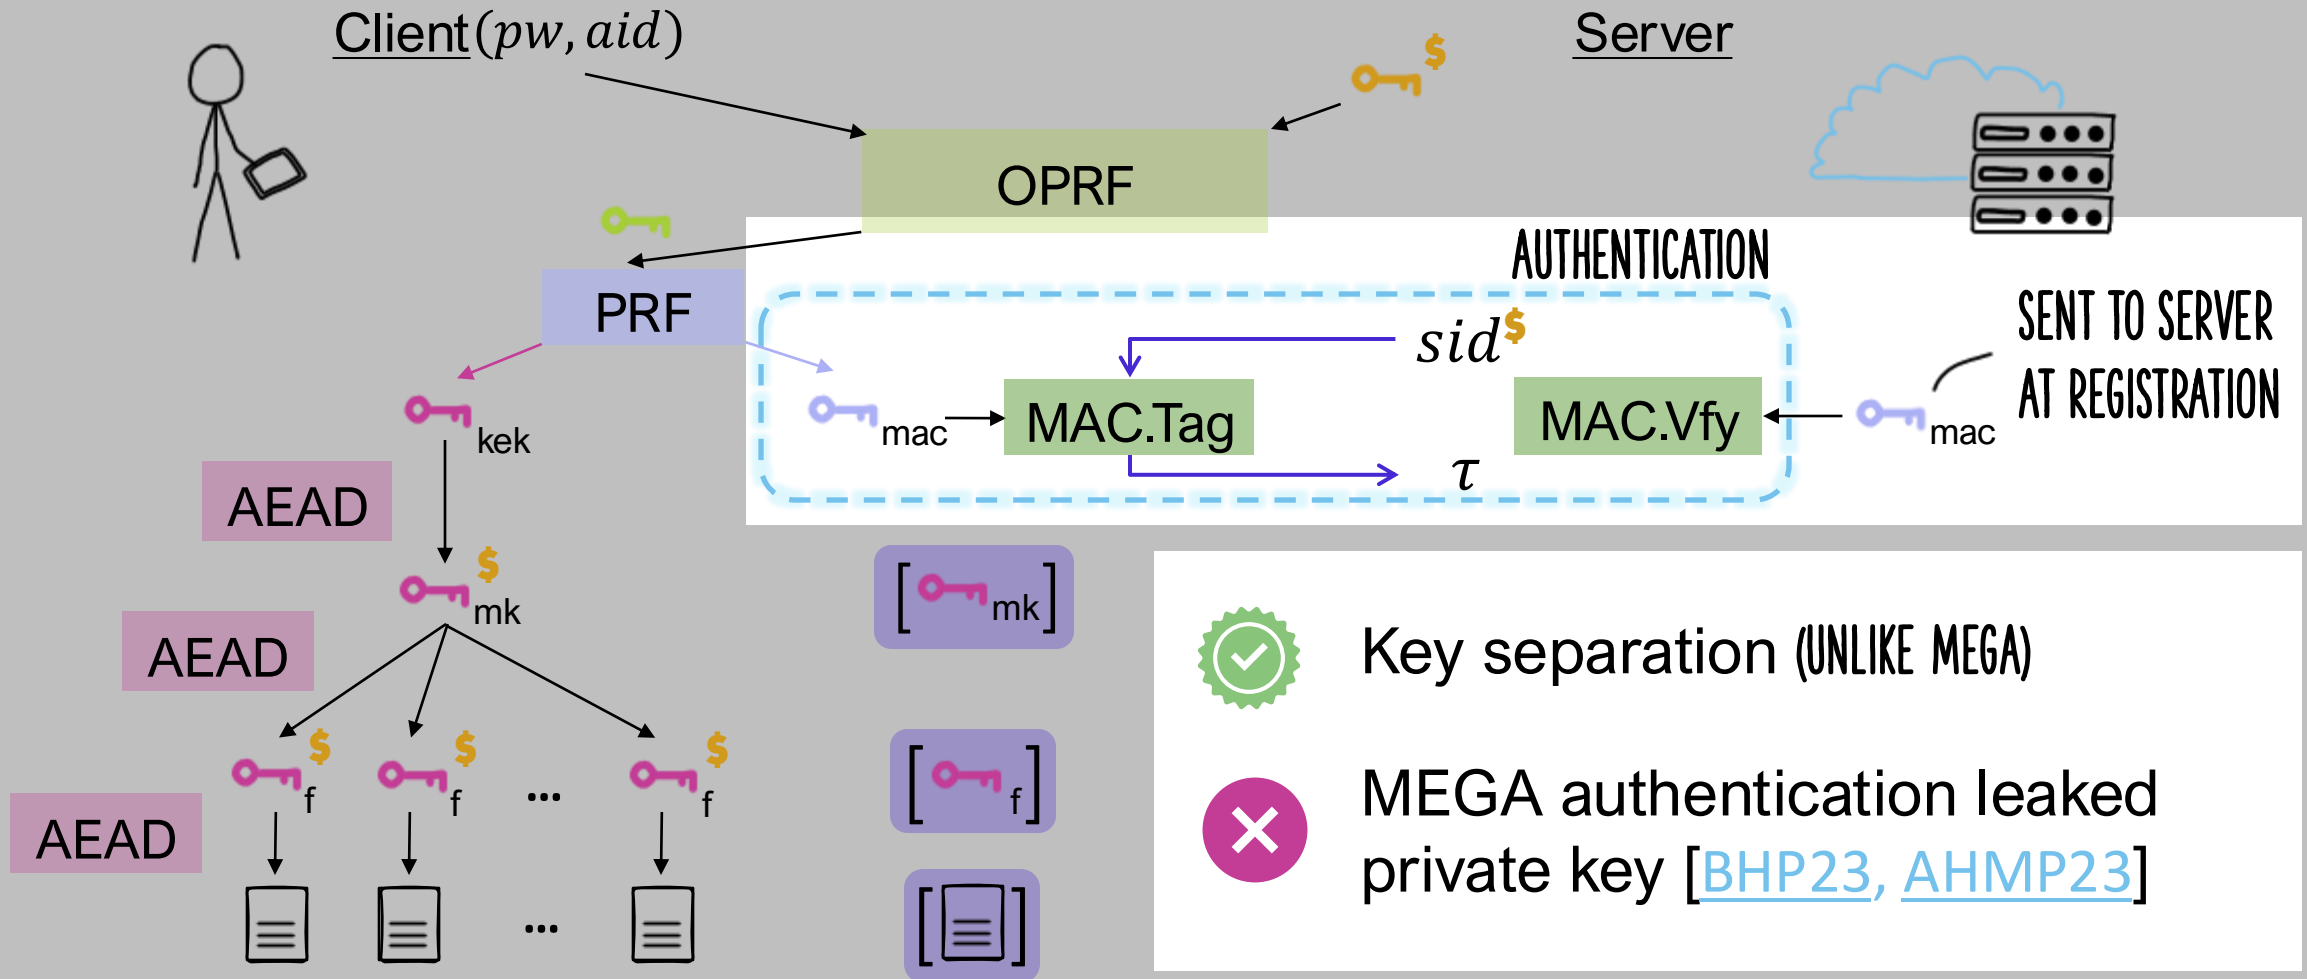 Client(pw, aid)
$
Server
OPRF
AUTHENTICATION
PRF
sid$
SENT TO SERVER
AT REGISTRATION
mac
MAC.Tag
MAC.Vfy
mac
kek
τ
AEAD
$
mk
[mk]
Key separation (UNLIKE MEGA)
AEAD
$
f
$
f
...
$
f
[f]
MEGA authentication leaked
private key [BHP23, AHMP23]
AEAD
...
[ ]